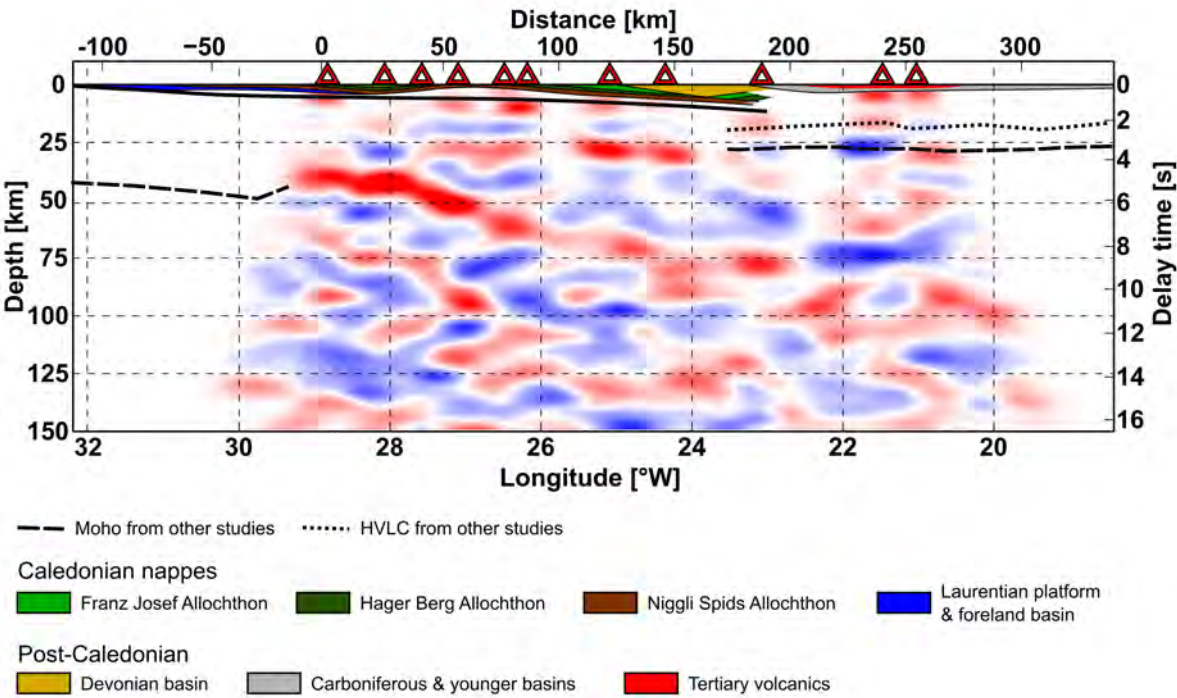 Distance [km]
-100 −50 0 50 100 150 200 250 300
0 0
2
25
4
50 6
75 8
10
100
12
125 14
16
150
Depth [km]
Delay time [s]
32 30 28 26 24 22 20
Longitude [°W]
Moho from other studies HVLC from other studies
Caledonian nappes
Franz Josef Allochthon Hager Berg Allochthon Niggli Spids Allochthon Laurentian platform
& foreland basin
Post-Caledonian
Devonian basin Carboniferous & younger basins Tertiary volcanics